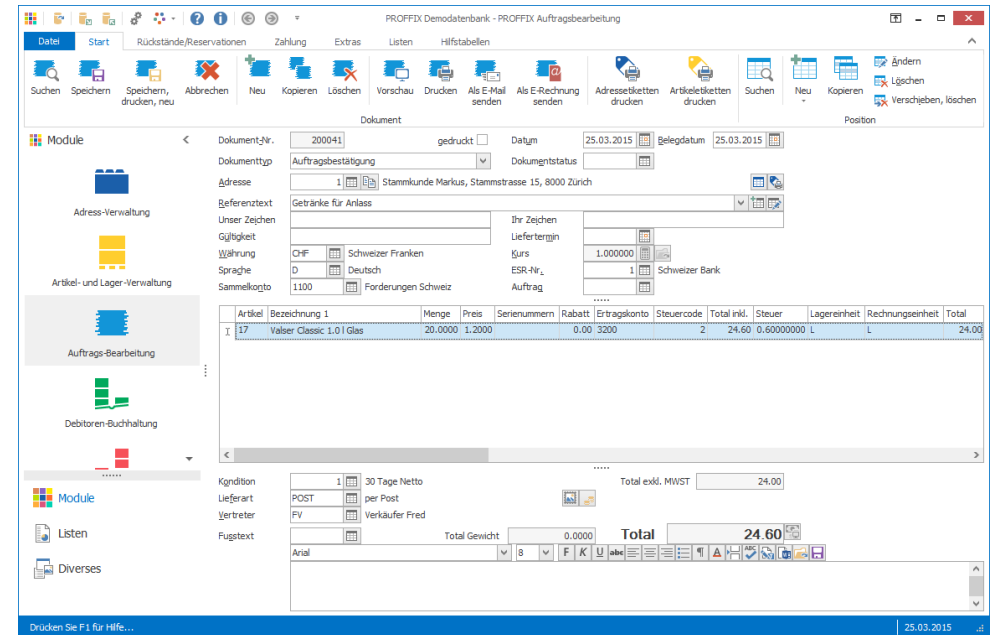 PROFFIX Demodatenbank - PROFFIX Auftragsbearbeitung
Datei Start Rückstände/Reservationen Zahlung Extras Listen Hilfstabellen
Suchen Speichern Speichern, drucken, neu Abbrechen Neu Kopieren Löschen Vorschau Drucken Als E-Mail senden Als E-Rechnung senden Adressetiketten drucken Artikeletiketten drucken Suchen Neu Kopieren
Ändern
Löschen
Verschieben, löschen
Dokument Position
Module
Adress-Verwaltung
Artikel- und Lager-Verwaltung
Auftrags-Bearbeitung
Debitoren-Buchhaltung
Module
Listen
Diverses
Dokument-Nr. 200041 gedruckt Datum 25.03.2015 Belegdatum 25.03.2015
Dokumenttyp Auftragsbestätigung Dokumentstatus
Adresse 1 Stammkunde Markus, Stammstrasse 15, 8000 Zürich
Referenztext Getränke für Anlass
Unser Zeichen Ihr Zeichen
Gültigkeit Liefertermin
Währung CHF Schweizer Franken Kurs 1.000000
Sprache D Deutsch ESR-Nr. 1 Schweizer Bank
Sammelkonto 1100 Forderungen Schweiz Auftrag
Artikel Bezeichnung 1 Menge Preis Seriennummern Rabatt Ertragskonto Steuercode Total inkl. Steuer Lagereinheit Rechnungseinheit Total
17 Valser Classic 1.0 l Glas 20.0000 1.2000 0.00 3200 2 24.60 0.60000000 L L 24.00
Kondition 1 30 Tage Netto Total exkl. MWST 24.00
Lieferart POST per Post
Vertreter FV Verkäufer Fred
Fusstext Total Gewicht 0.0000 Total 24.60
Arial 8 F K U abc ¶ A ABC
Drücken Sie F1 für Hilfe... 25.03.2015